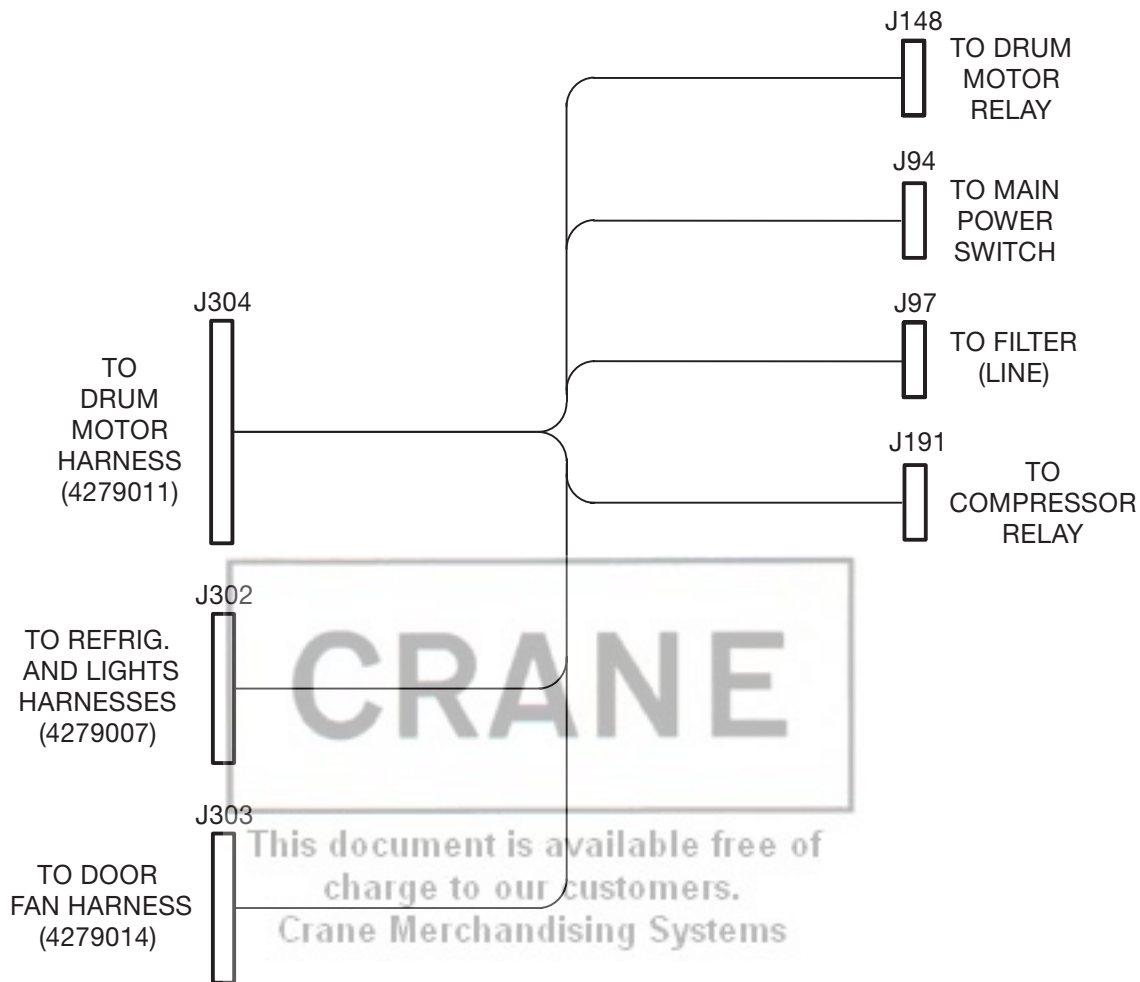 J148
TO DRUM
MOTOR
RELAY
J94
TO MAIN
POWER
SWITCH
J97
TO FILTER
(LINE)
J191
TO
COMPRESSOR
RELAY
J304
TO
DRUM
MOTOR
HARNESS
(4279011)
J302
TO REFRIG.
AND LIGHTS
HARNESSES
(4279007)
J303
TO DOOR
FAN HARNESS
(4279014)
CRANE
This document is available free of
charge to our customers.
Crane Merchandising Systems